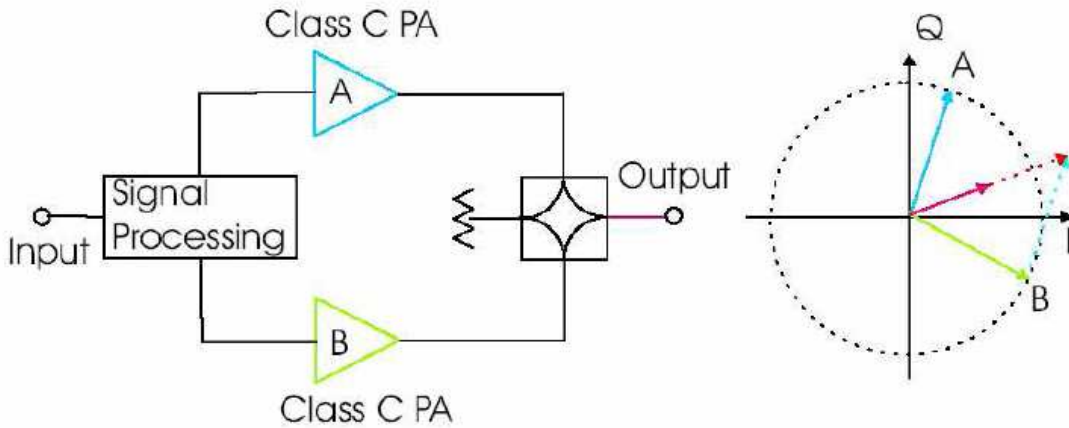 Class C PA
A
Signal
Processing
Input
Output
B
Class C PA
Q
A
B